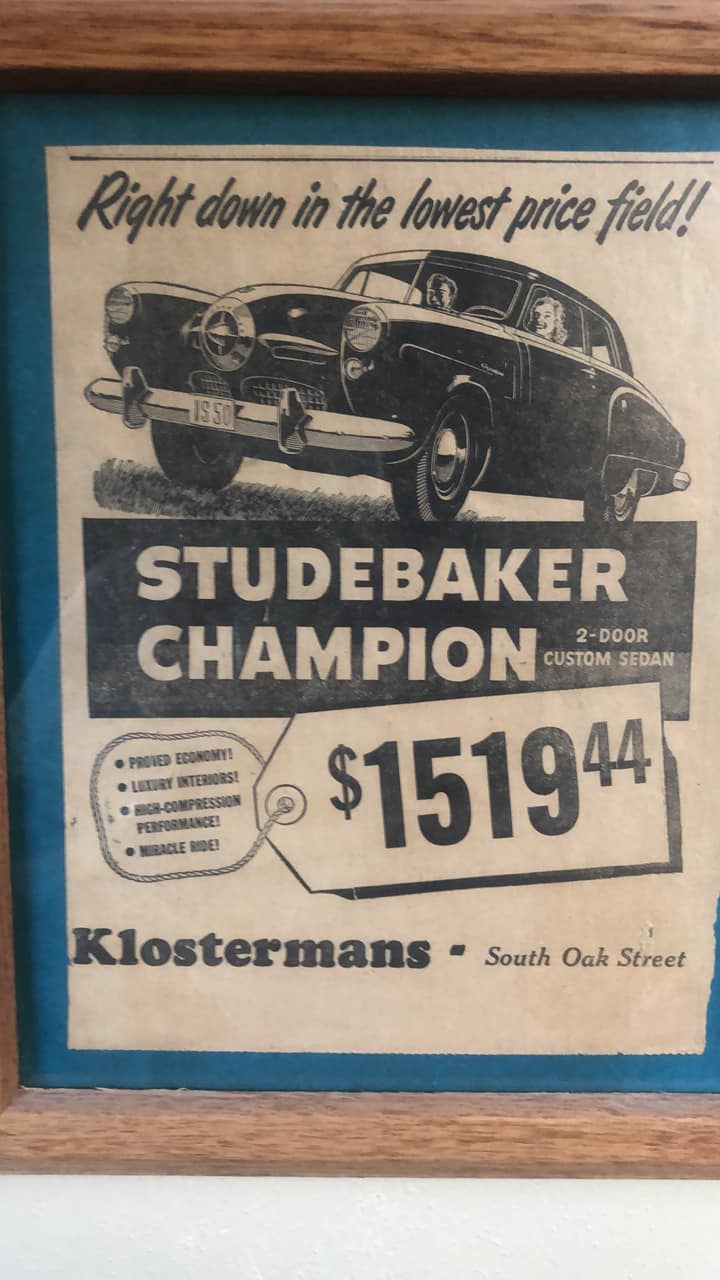 Right down in the lowest price field!
1950
STUDEBAKER
CHAMPION
2-DOOR
CUSTOM SEDAN
• PROVED ECONOMY!
• LUXURY INTERIORS!
• HIGH-COMPRESSION
PERFORMANCE!
• MIRACLE RIDE!
$1519 44
Klostermans - South Oak Street